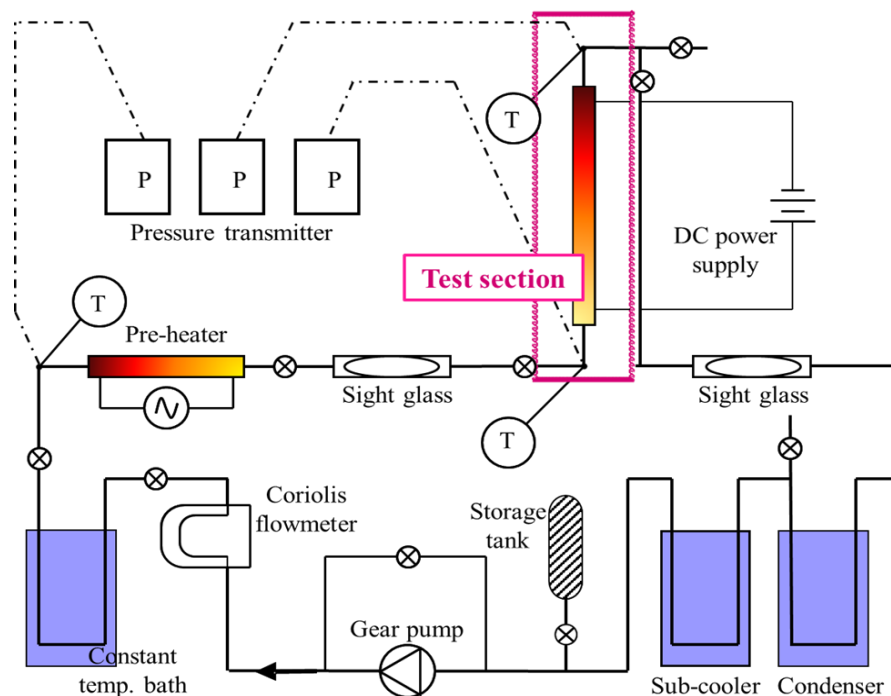 T
P P P
Pressure transmitter
DC power
supply
Test section
T
Pre-heater
Sight glass
Sight glass
T
Coriolis
flowmeter
Storage
tank
Gear pump
Constant
temp. bath
Sub-cooler
Condenser